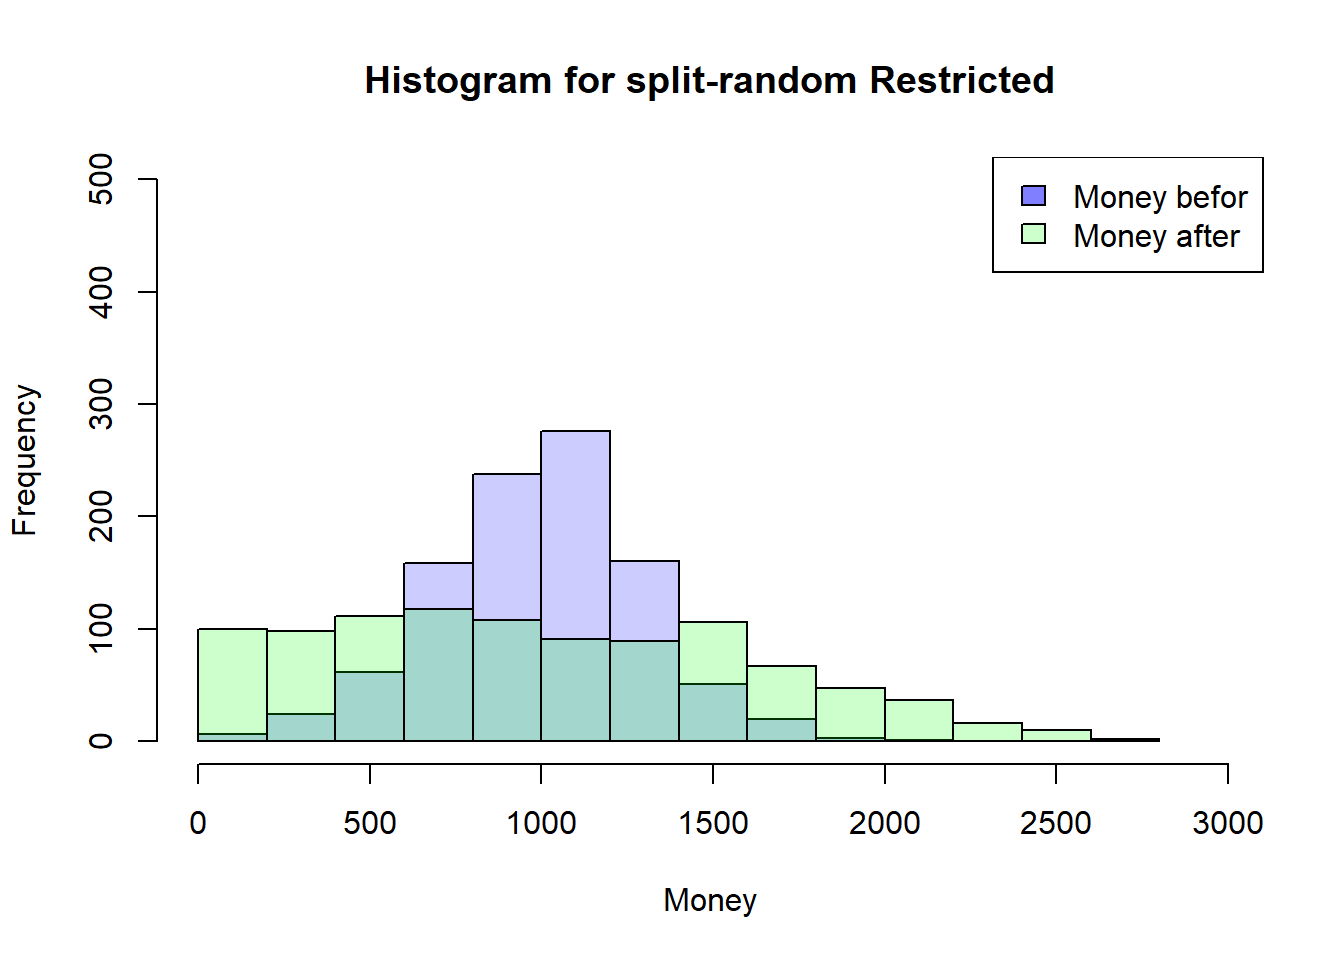 Histogram for split-random Restricted
Money befor
Money after
500
400
300
200
100
0
Frequency
0 500 1000 1500 2000 2500 3000
Money